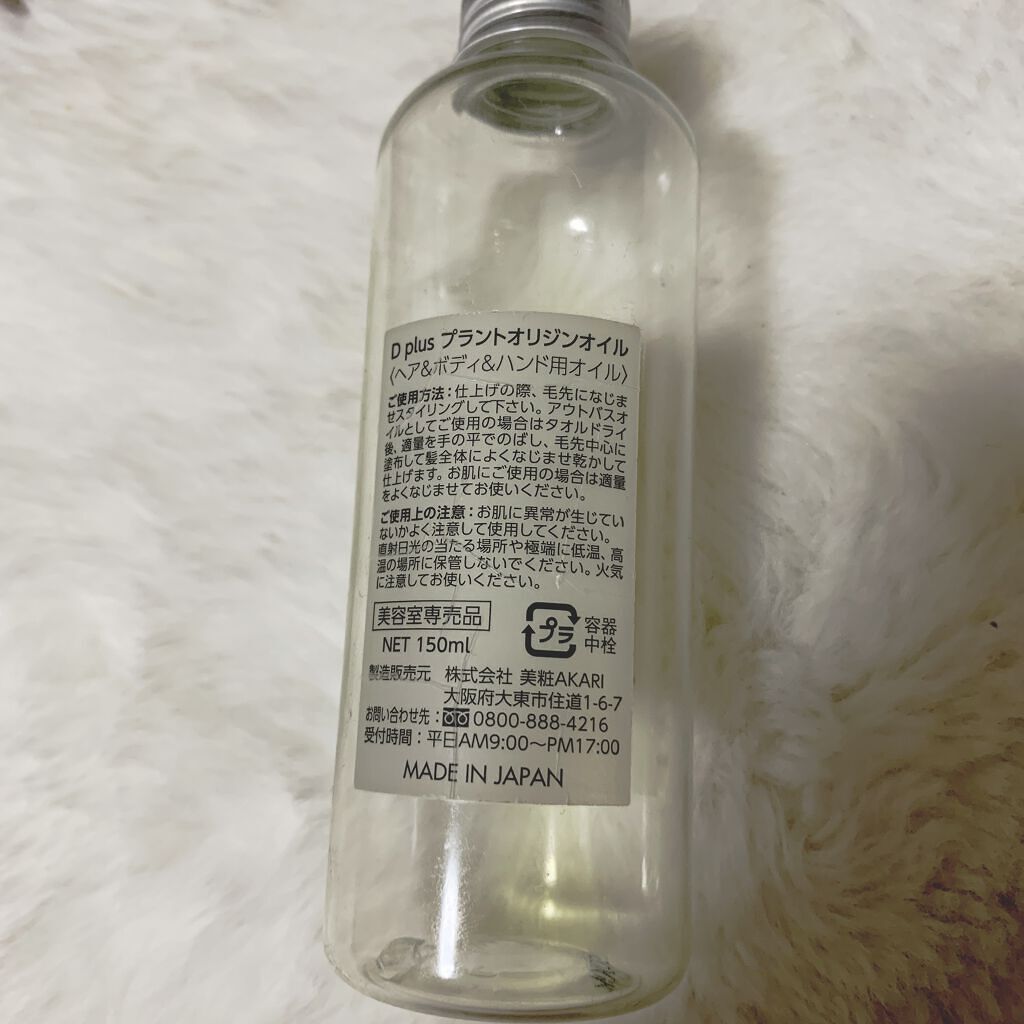 D plus プラントオリジンオイル
〈ヘア&ボディ&ハンド用オイル〉
ご使用方法：仕上げの際、毛先になじま
せスタイリングして下さい。アウトバスオ
イルとしてご使用の場合はタオルドライ
後、適量を手の平でのばし、毛先中心に
塗布して髪全体によくなじませ乾かして
仕上げます。お肌にご使用の場合は適量
をよくなじませてお使いください。
ご使用上の注意：お肌に異常が生じてい
ないかよく注意して使用してください。
直射日光の当たる場所や極端に低温、高
温の場所に保管しないでください。火気
に注意してお使いください。
美容室専売品
プラ 容器
中栓
NET 150ml
製造販売元 株式会社 美粧AKARI
大阪府大東市住道1-6-7
お問い合わせ先：0800-888-4216
受付時間：平日AM9:00～PM17:00
MADE IN JAPAN